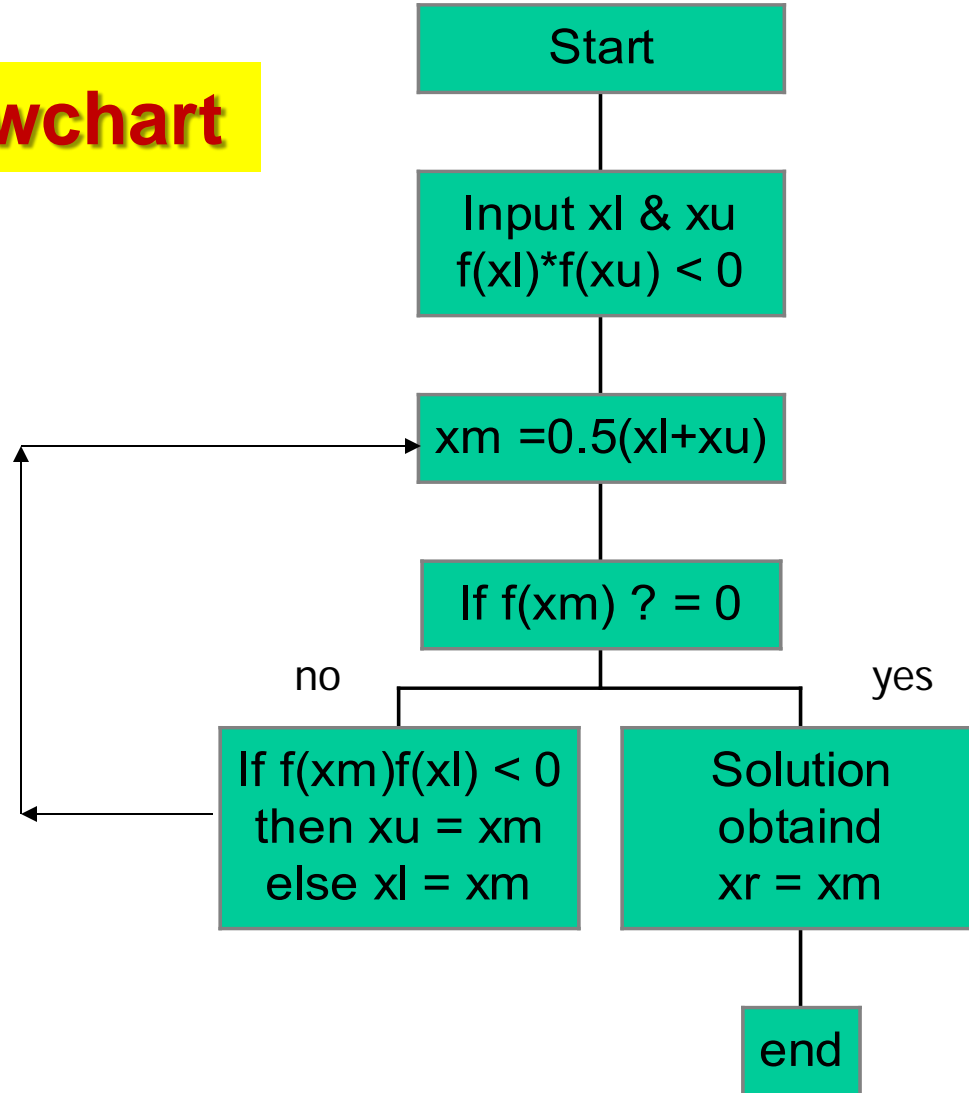 Start
wchart
Input xl & xu
f(xl)*f(xu) < 0
xm =0.5(xl+xu)
If f(xm) ? = 0
no
yes
If f(xm)f(xl) < 0
then xu = xm
else xl = xm
Solution
obtaind
xr = xm
end